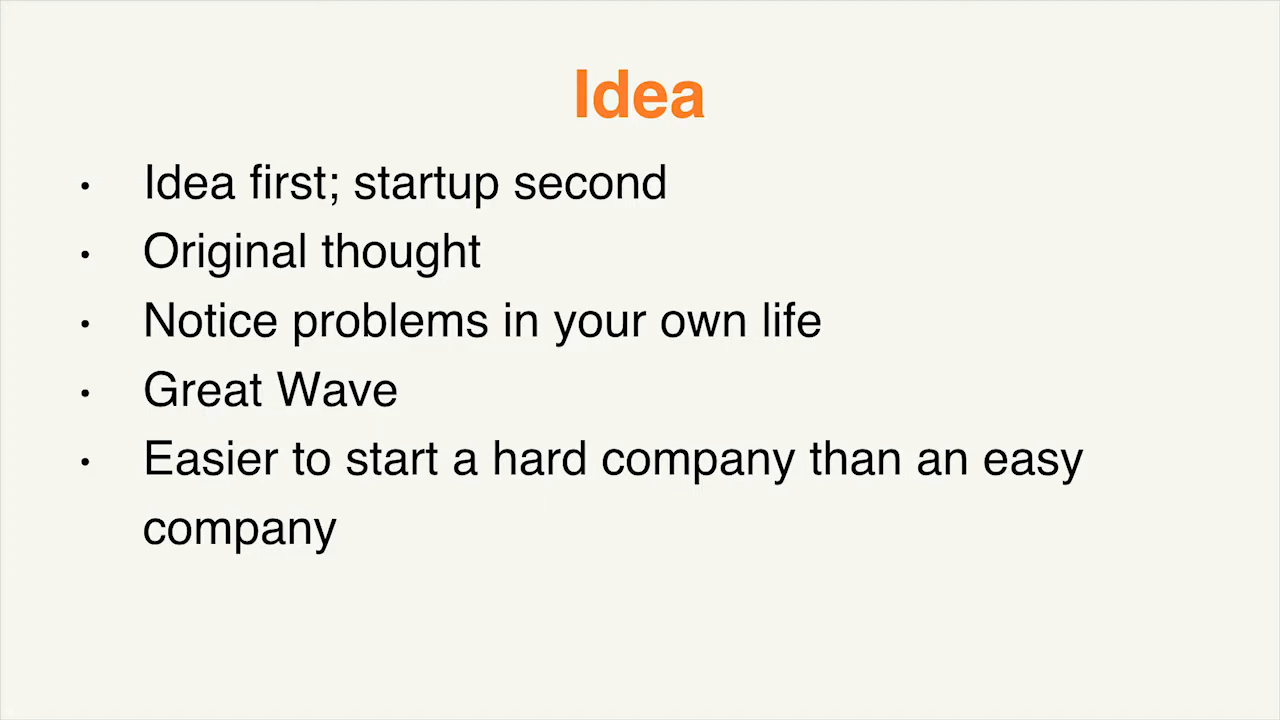 Idea
• Idea first; startup second
• Original thought
• Notice problems in your own life
• Great Wave
• Easier to start a hard company than an easy
company